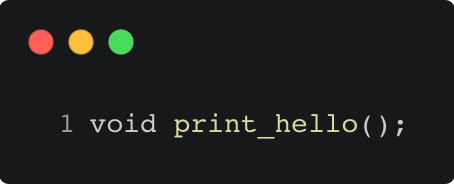 1 void print_hello();